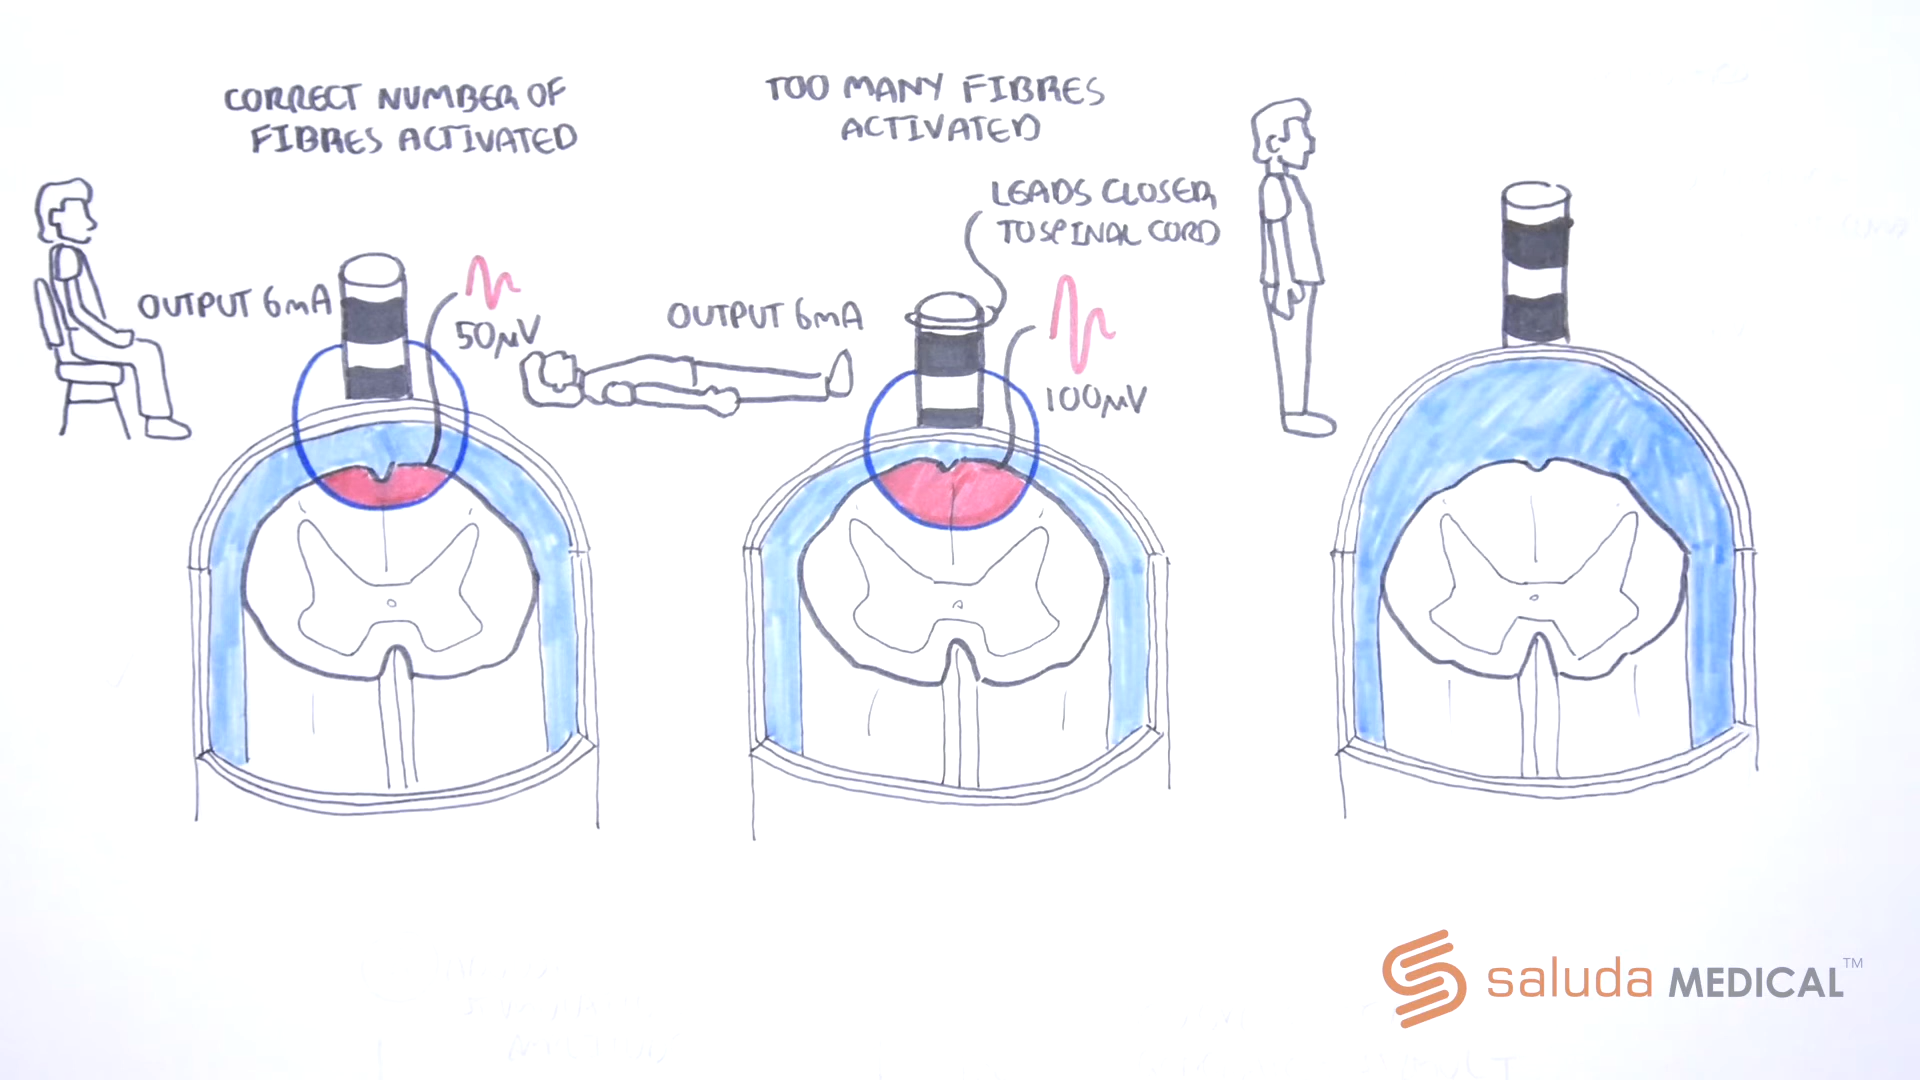 CORRECT NUMBER OF
FIBRES ACTIVATED
OUTPUT 6mA
50µV
TOO MANY FIBRES
ACTIVATED
LEADS CLOSER
TO SPINAL CORD
OUTPUT 6mA
100µV
saluda MEDICAL™